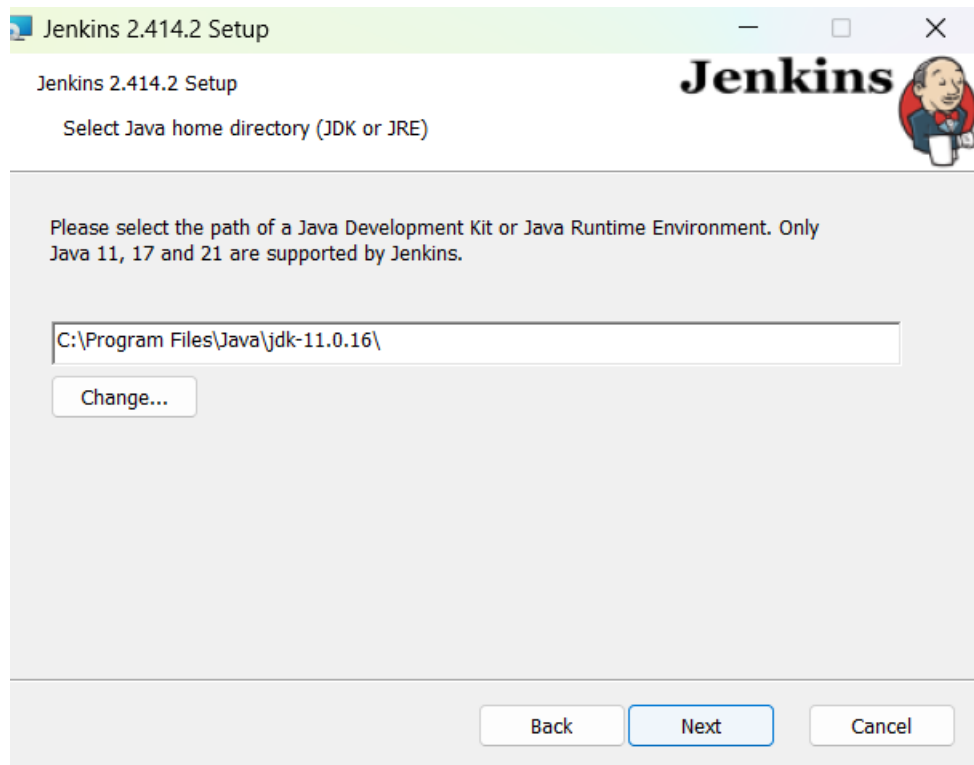 Jenkins 2.414.2 Setup
Jenkins 2.414.2 Setup
Jenkins
Select Java home directory (JDK or JRE)
Please select the path of a Java Development Kit or Java Runtime Environment. Only
Java 11, 17 and 21 are supported by Jenkins.
C:\Program Files\Java\jdk-11.0.16\
Change...
Back
Next
Cancel